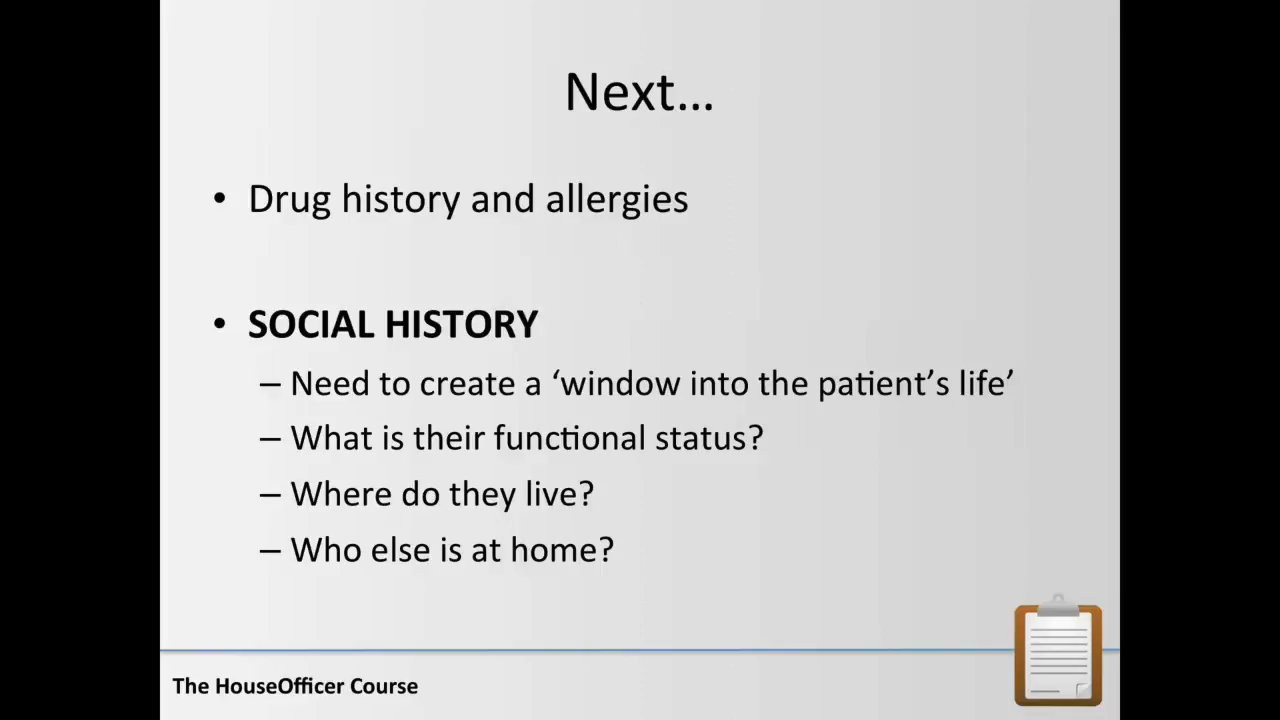 Next...
• Drug history and allergies
• SOCIAL HISTORY
– Need to create a ‘window into the patient’s life’
– What is their functional status?
– Where do they live?
– Who else is at home?
The HouseOfficer Course